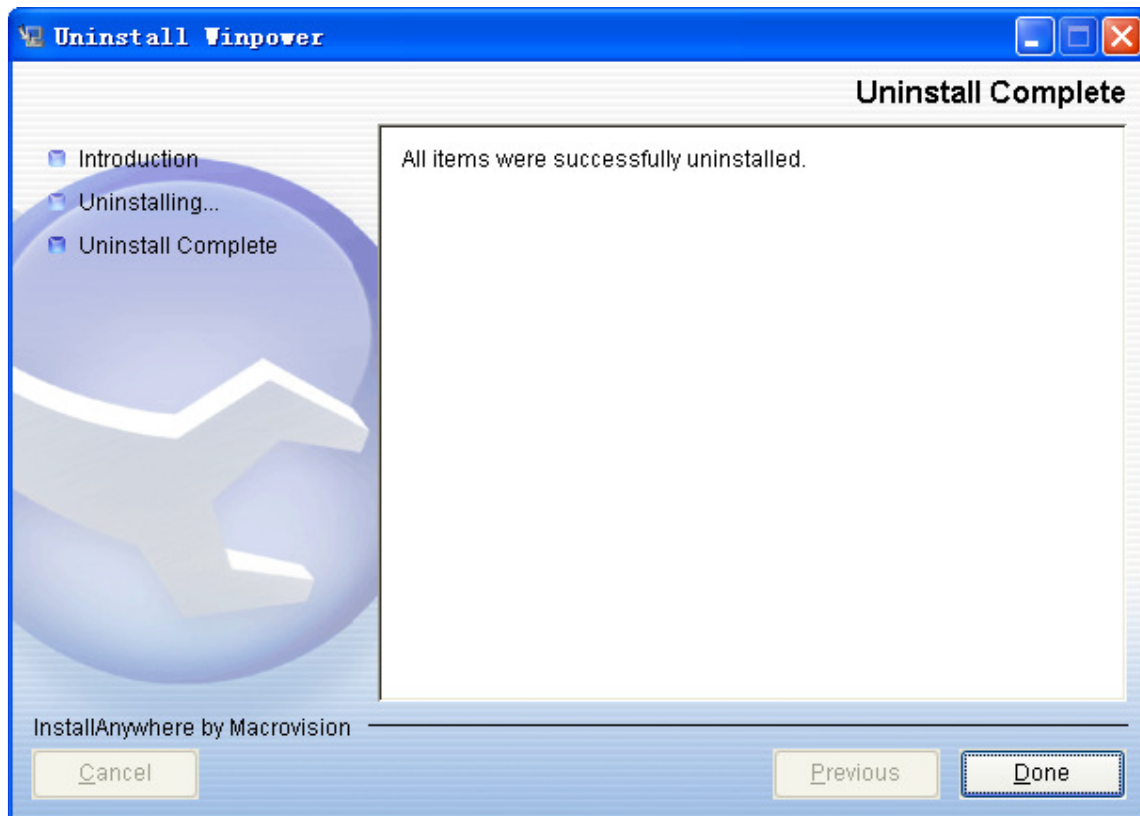 Uninstall Winpower
Uninstall Complete
Introduction
Uninstalling...
Uninstall Complete
All items were successfully uninstalled.
InstallAnywhere by Macrovision
Cancel
Previous
Done